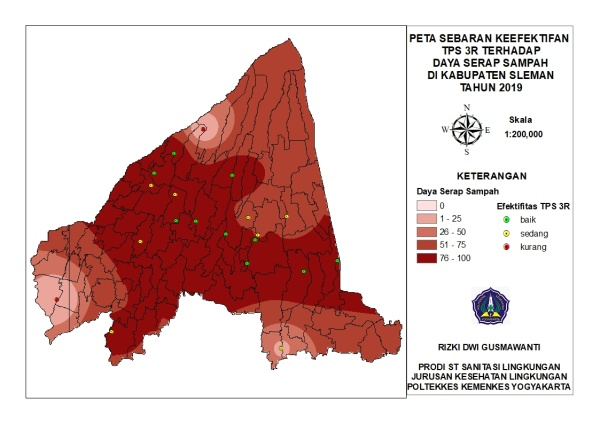 PETA SEBARAN KEEFEKTIFAN
TPS 3R TERHADAP
DAYA SERAP SAMPAH
DI KABUPATEN SLEMAN
TAHUN 2019
N
W E
S
Skala
1:200,000
KETERANGAN
Daya Serap Sampah
0
1 - 25
26 - 50
51 - 75
76 - 100
Efektifitas TPS 3R
baik
sedang
kurang
RIZKI DWI GUSMAWANTI
PRODI ST SANITASI LINGKUNGAN
JURUSAN KESEHATAN LINGKUNGAN
POLTEKKES KEMENKES YOGYAKARTA